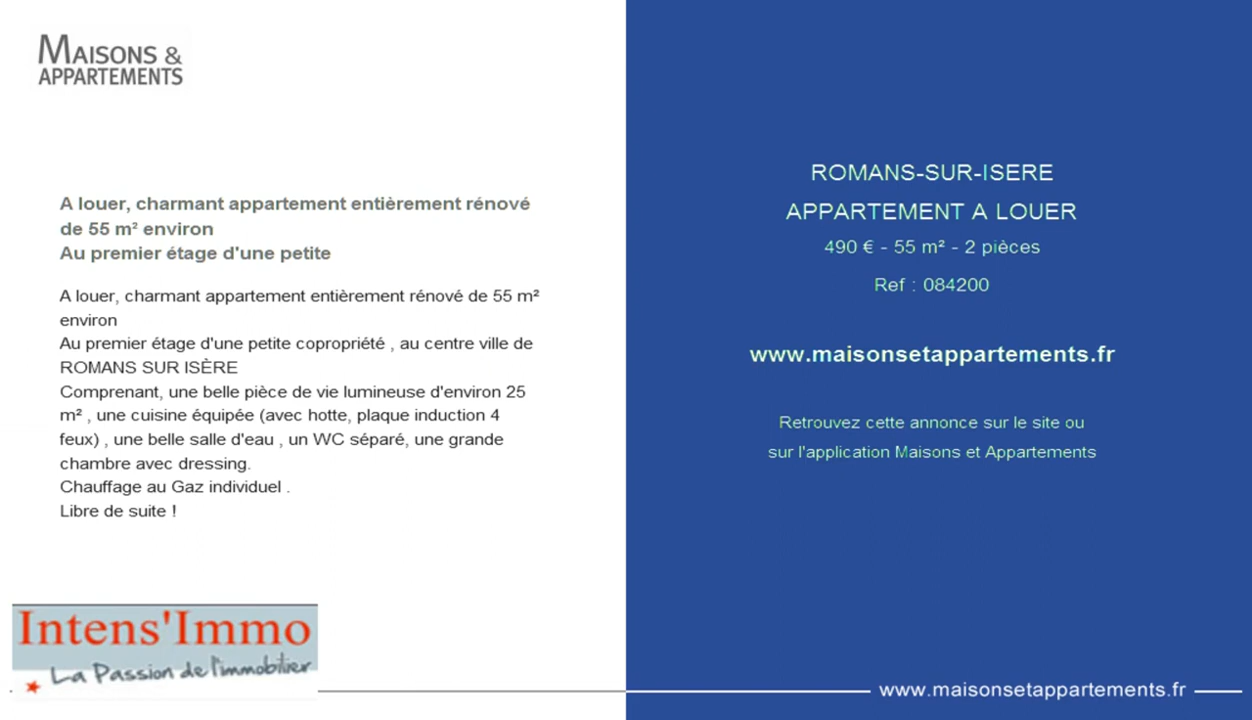 MAISONS &
APPARTEMENTS
A louer, charmant appartement entièrement rénové
de 55 m² environ
Au premier étage d'une petite
A louer, charmant appartement entièrement rénové de 55 m²
environ
Au premier étage d'une petite copropriété , au centre ville de
ROMANS SUR ISÈRE
Comprenant, une belle pièce de vie lumineuse d'environ 25
m² , une cuisine équipée (avec hotte, plaque induction 4
feux) , une belle salle d'eau , un WC séparé, une grande
chambre avec dressing.
Chauffage au Gaz individuel .
Libre de suite !
Intens'Immo
La Passion de l'immobilier
ROMANS-SUR-ISERE
APPARTEMENT A LOUER
490 € - 55 m² - 2 pièces
Ref : 084200
www.maisonsetappartements.fr
Retrouvez cette annonce sur le site ou
sur l'application Maisons et Appartements
www.maisonsetappartements.fr